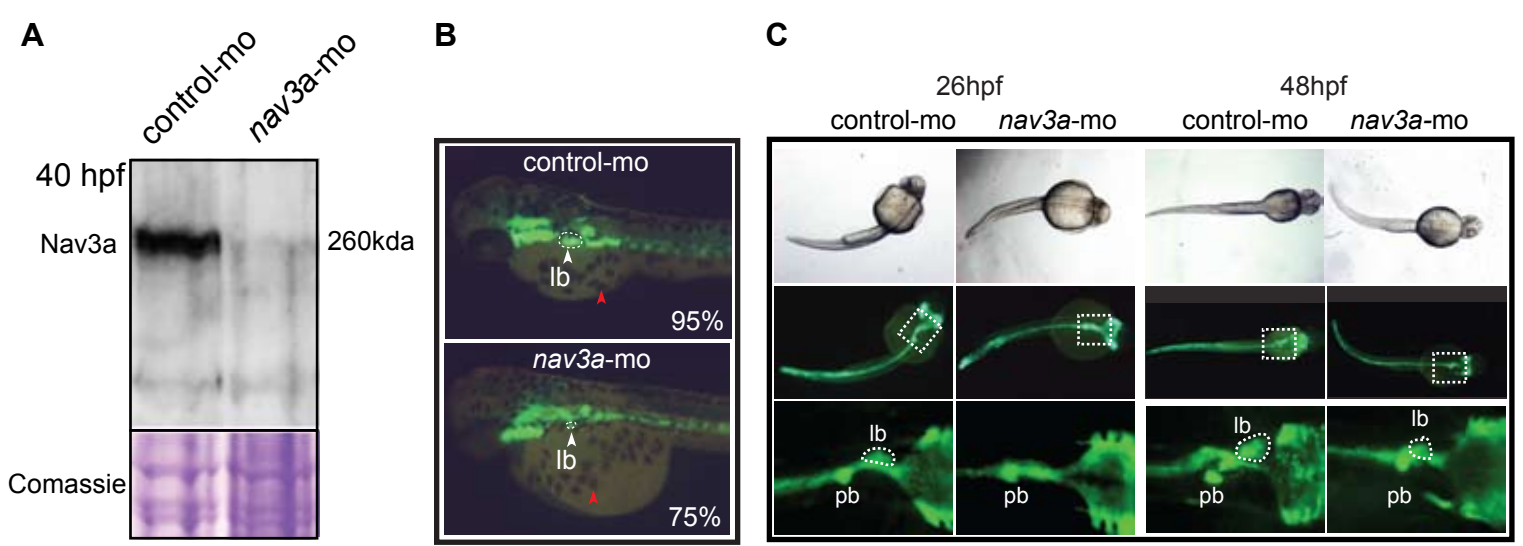 A
control-mo
nav3a-mo
40 hpf
Nav3a
260kda
Comassie
B
control-mo
lb
95%
nav3a-mo
lb
75%
C
26hpf
48hpf
control-mo
nav3a-mo
control-mo
nav3a-mo
lb
pb
pb
lb
pb
lb
pb